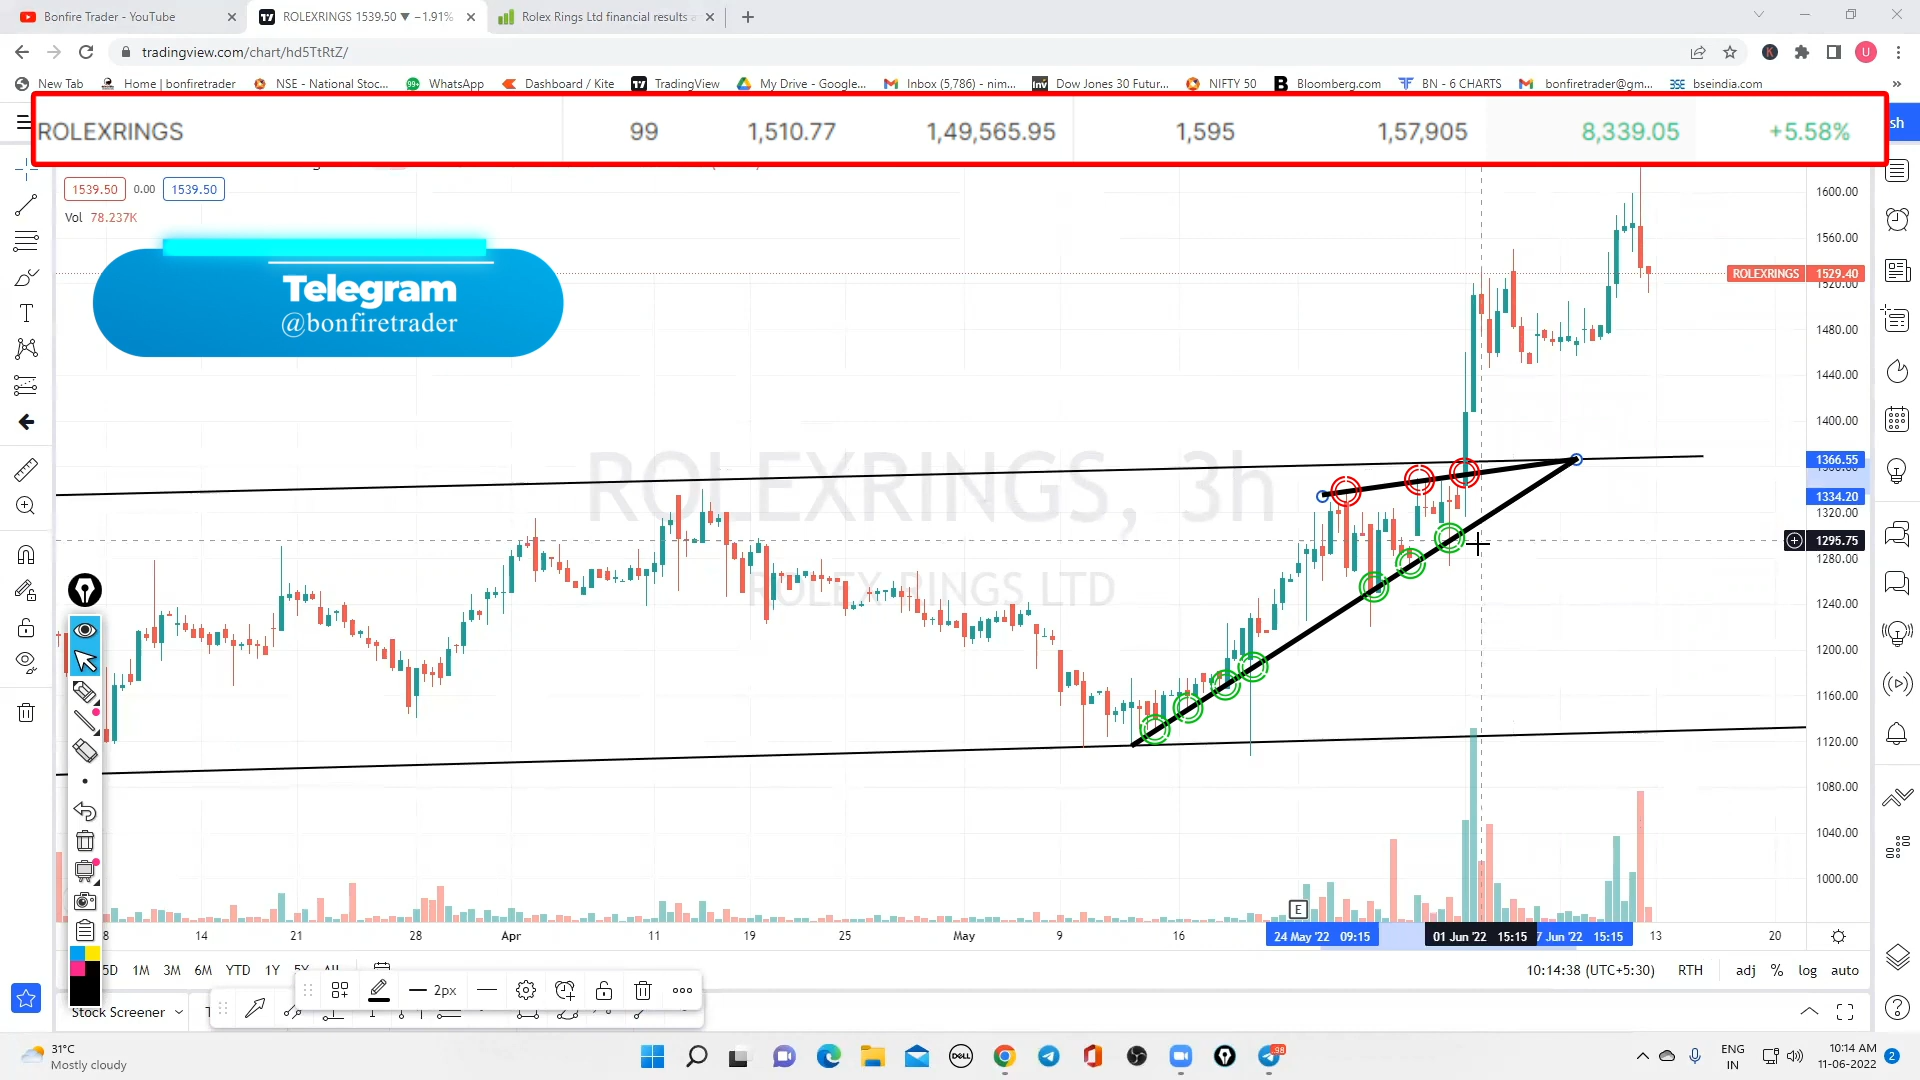 Bonfire Trader - YouTube
ROLEXRINGS 1539.50 ▼ −1.91%
Rolex Rings Ltd financial results a
tradingview.com/chart/hd5TtRtZ/
New Tab
Home | bonfiretrader
NSE - National Stoc...
WhatsApp
Dashboard / Kite
TradingView
My Drive - Google...
Inbox (5,786) - nim...
Dow Jones 30 Futur...
NIFTY 50
Bloomberg.com
BN - 6 CHARTS
bonfiretrader@gm...
bseindia.com
ROLEXRINGS 99 1,510.77 1,49,565.95 1,595 1,57,905 8,339.05 +5.58%
sh
1539.50 0.00 1539.50
Vol 78.237K
Telegram
@bonfiretrader
ROLEXRINGS, 3h
ROLEX RINGS LTD
1600.00
1560.00
ROLEXRINGS 1529.40
1520.00
1480.00
1440.00
1400.00
1366.55
1334.20
1320.00
1295.75
1280.00
1240.00
1200.00
1160.00
1120.00
1080.00
1040.00
1000.00
E
8 14 21 28 Apr 11 19 25 May 9 16 24 May '22 09:15 01 Jun '22 15:15 7 Jun '22 15:15 13 20
5D 1M 3M 6M YTD 1Y 5Y All
10:14:38 (UTC+5:30) RTH adj % log auto
2px
Stock Screener
31°C
Mostly cloudy
DELL
98
ENG
IN
10:14 AM
11-06-2022
2